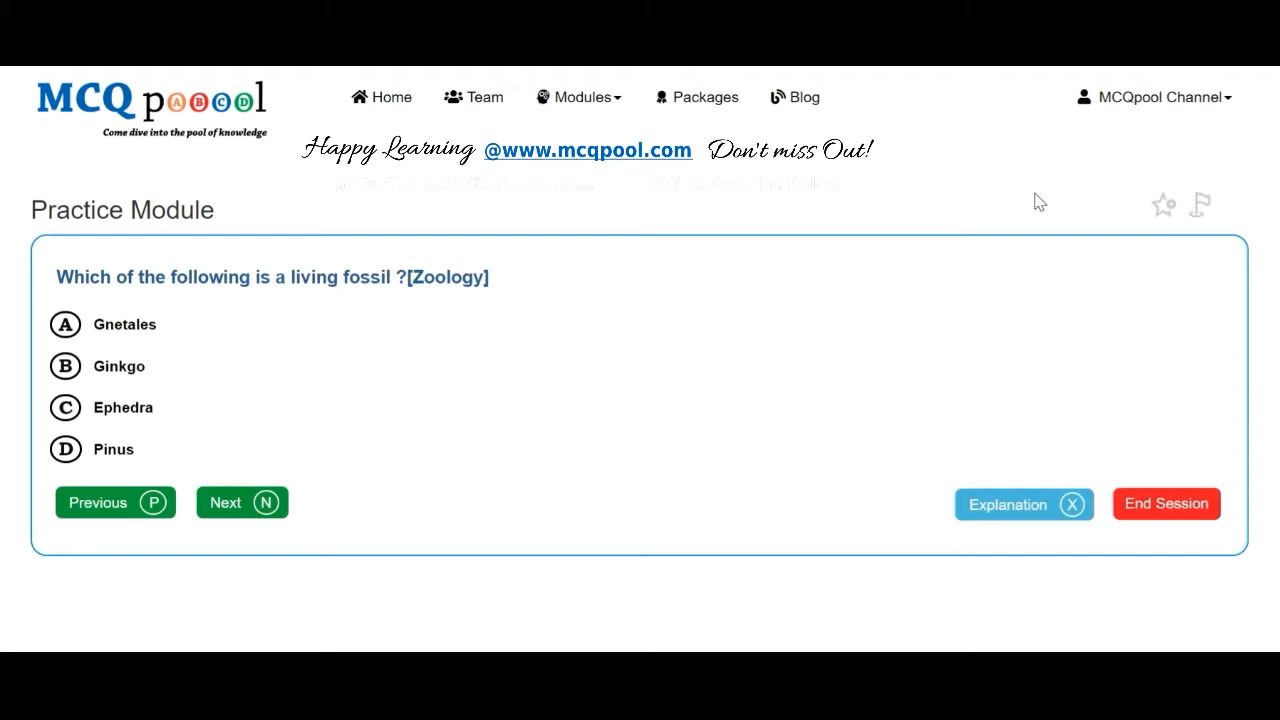 MCQ pooool
Come dive into the pool of knowledge
Home Team Modules Packages Blog MCQpool Channel
Happy Learning @www.mcqpool.com Don't miss Out!
Practice Module
Which of the following is a living fossil ?[Zoology]
A Gnetales
B Ginkgo
C Ephedra
D Pinus
Previous P Next N Explanation X End Session